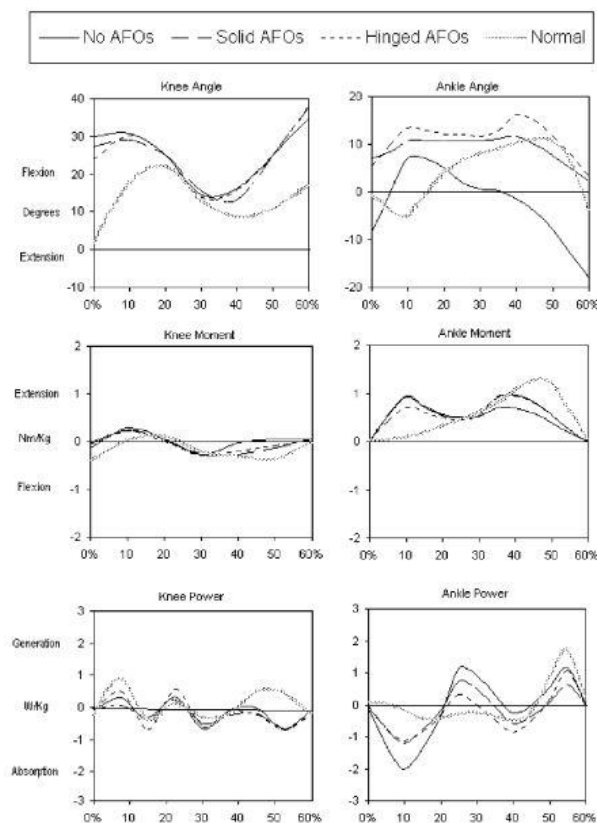 No AFOs Solid AFOs Hinged AFOs Normal
Knee Angle
40
30
Flexion
20
Degrees
10
0
Extension
-10
0% 10 20 30 40 50 60%
Ankle Angle
20
10
0
-10
-20
0% 10 20 30 40 50 60%
Knee Moment
2
Extension
1
Nm/Kg
0
Flexion
1
-2
0% 10 20 30 40 50 60%
Ankle Moment
2
1
0
1
-2
0% 10 20 30 40 50 60%
Knee Power
3
Generation
2
1
W/Kg
0
-1
Absorption
-2
-3
0% 10 20 30 40 50 60%
Ankle Power
3
2
1
0
-1
-2
-3
0% 10 20 30 40 50 60%